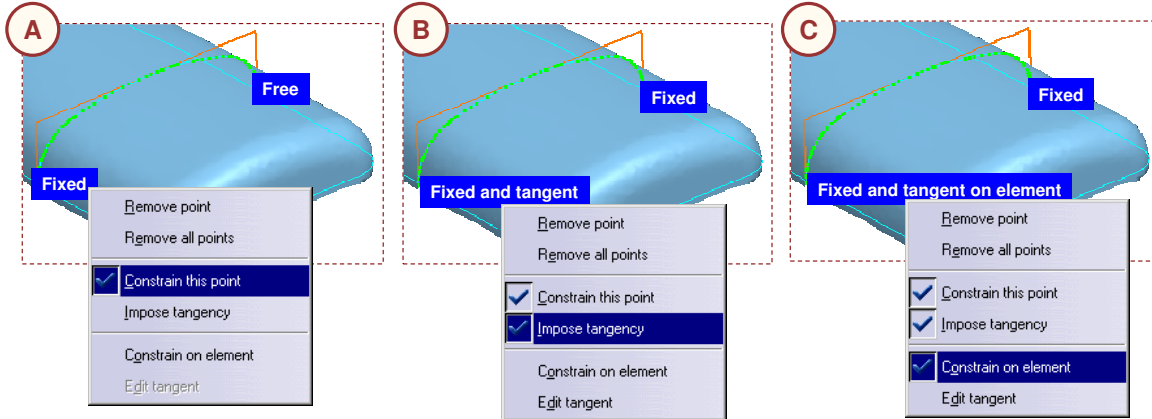 A
Free
Fixed
Remove point
Remove all points
Constrain this point
Impose tangency
Constrain on element
Edit tangent
B
Fixed
Fixed and tangent
Remove point
Remove all points
Constrain this point
Impose tangency
Constrain on element
Edit tangent
C
Fixed
Fixed and tangent on element
Remove point
Remove all points
Constrain this point
Impose tangency
Constrain on element
Edit tangent